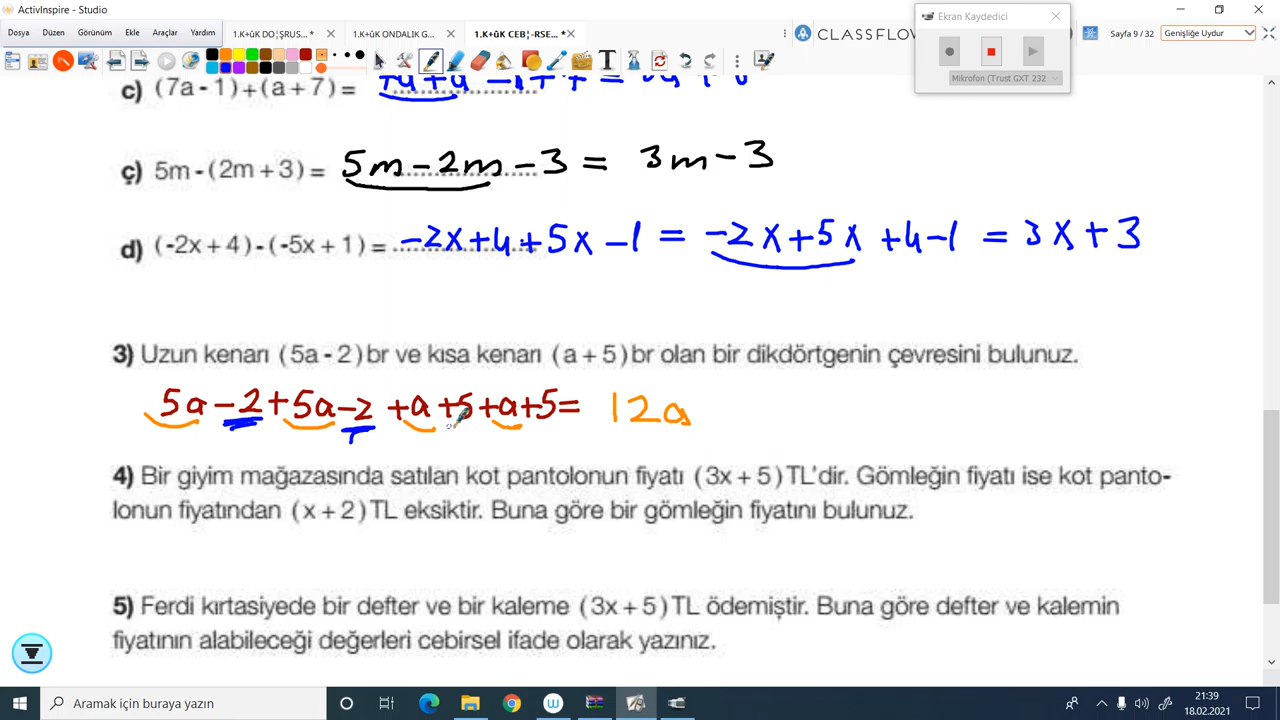 ActivInspire - Studio
Ekran Kaydedici
Dosya Düzen Görünüm Ekle Araçlar Yardım
1.K+ûK DO¦ŞRUS...* 1.K+ûK ONDALIK G... 1.K+ûK CEB¦-RSE...*
CLASSFLOW
Sayfa 9 / 32
Genişliğe Uydur
Mikrofon (Trust GXT 232
c) (7a - 1) + (a + 7) =
ç) 5m - (2m + 3) = 5m - 2m - 3 = 3m - 3
d) (-2x + 4) - (-5x + 1) = -2x + 4 + 5x - 1 = -2x + 5x + 4 - 1 = 3x + 3
3) Uzun kenarı (5a - 2) br ve kısa kenarı (a + 5) br olan bir dikdörtgenin çevresini bulunuz.
5a - 2 + 5a - 2 + a + 5 + a + 5 = 12a
4) Bir giyim mağazasında satılan kot pantolonun fiyatı (3x + 5) TL'dir. Gömleğin fiyatı ise kot panto-
lonun fiyatından (x + 2) TL eksiktir. Buna göre bir gömleğin fiyatını bulunuz.
5) Ferdi kırtasiyede bir defter ve bir kaleme (3x + 5) TL ödemiştir. Buna göre defter ve kalemin
fiyatının alabileceği değerleri cebirsel ifade olarak yazınız.
Aramak için buraya yazın
21:39
18.02.2021